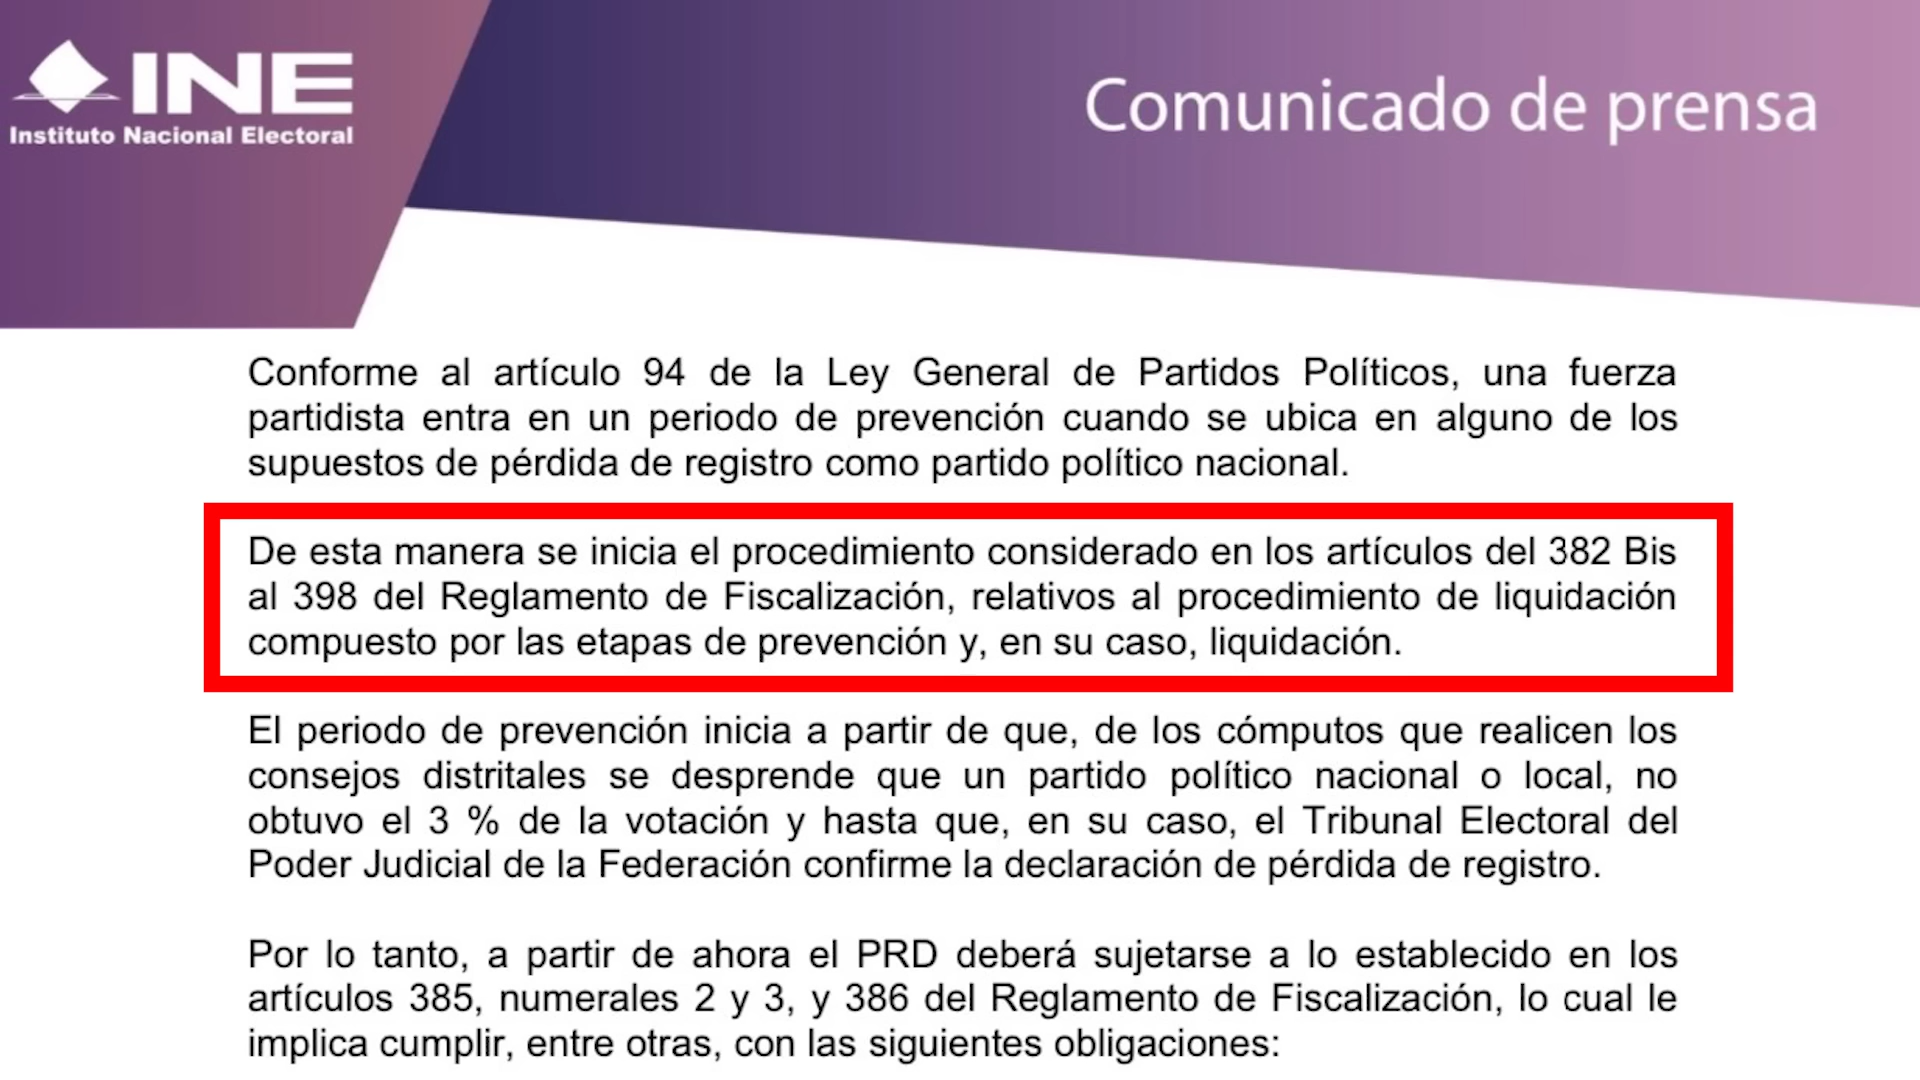 INE
Instituto Nacional Electoral
Comunicado de prensa
Conforme al artículo 94 de la Ley General de Partidos Políticos, una fuerza
partidista entra en un periodo de prevención cuando se ubica en alguno de los
supuestos de pérdida de registro como partido político nacional.
De esta manera se inicia el procedimiento considerado en los artículos del 382 Bis
al 398 del Reglamento de Fiscalización, relativos al procedimiento de liquidación
compuesto por las etapas de prevención y, en su caso, liquidación.
El periodo de prevención inicia a partir de que, de los cómputos que realicen los
consejos distritales se desprende que un partido político nacional o local, no
obtuvo el 3 % de la votación y hasta que, en su caso, el Tribunal Electoral del
Poder Judicial de la Federación confirme la declaración de pérdida de registro.
Por lo tanto, a partir de ahora el PRD deberá sujetarse a lo establecido en los
artículos 385, numerales 2 y 3, y 386 del Reglamento de Fiscalización, lo cual le
implica cumplir, entre otras, con las siguientes obligaciones: